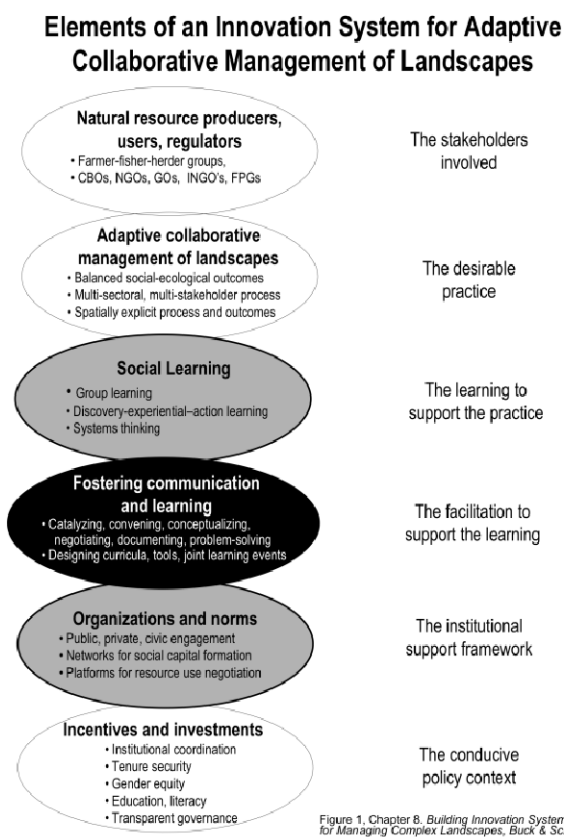 Elements of an Innovation System for Adaptive
Collaborative Management of Landscapes
Natural resource producers,
users, regulators
• Farmer-fisher-herder groups,
• CBOs, NGOs, GOs, INGO's, FPGs
The stakeholders
involved
Adaptive collaborative
management of landscapes
• Balanced social-ecological outcomes
• Multi-sectoral, multi-stakeholder process
• Spatially explicit process and outcomes
The desirable
practice
Social Learning
• Group learning
• Discovery-experiential–action learning
• Systems thinking
The learning to
support the practice
Fostering communication
and learning
• Catalyzing, convening, conceptualizing,
negotiating, documenting, problem-solving
• Designing curricula, tools, joint learning events
The facilitation to
support the learning
Organizations and norms
• Public, private, civic engagement
• Networks for social capital formation
• Platforms for resource use negotiation
The institutional
support framework
Incentives and investments
• Institutional coordination
• Tenure security
• Gender equity
• Education, literacy
• Transparent governance
The conducive
policy context
Figure 1, Chapter 8. Building Innovation System
for Managing Complex Landscapes, Buck &